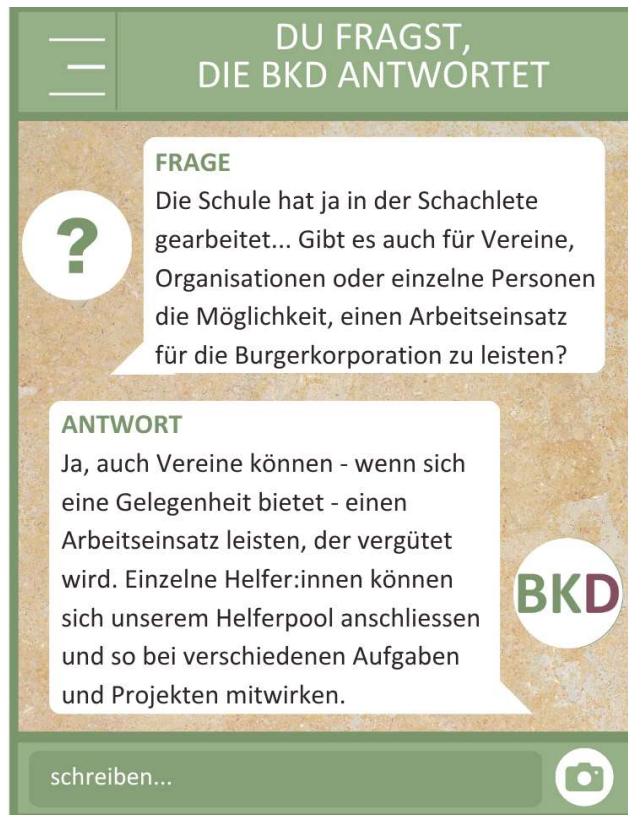 DU FRAGST,
DIE BKD ANTWORTET
FRAGE
?
Die Schule hat ja in der Schachlete
gearbeitet... Gibt es auch für Vereine,
Organisationen oder einzelne Personen
die Möglichkeit, einen Arbeitseinsatz
für die Burgerkorporation zu leisten?
ANTWORT
Ja, auch Vereine können - wenn sich
eine Gelegenheit bietet - einen
Arbeitseinsatz leisten, der vergütet
wird. Einzelne Helfer:innen können
sich unserem Helferpool anschliessen
und so bei verschiedenen Aufgaben
und Projekten mitwirken.
BKD
schreiben...